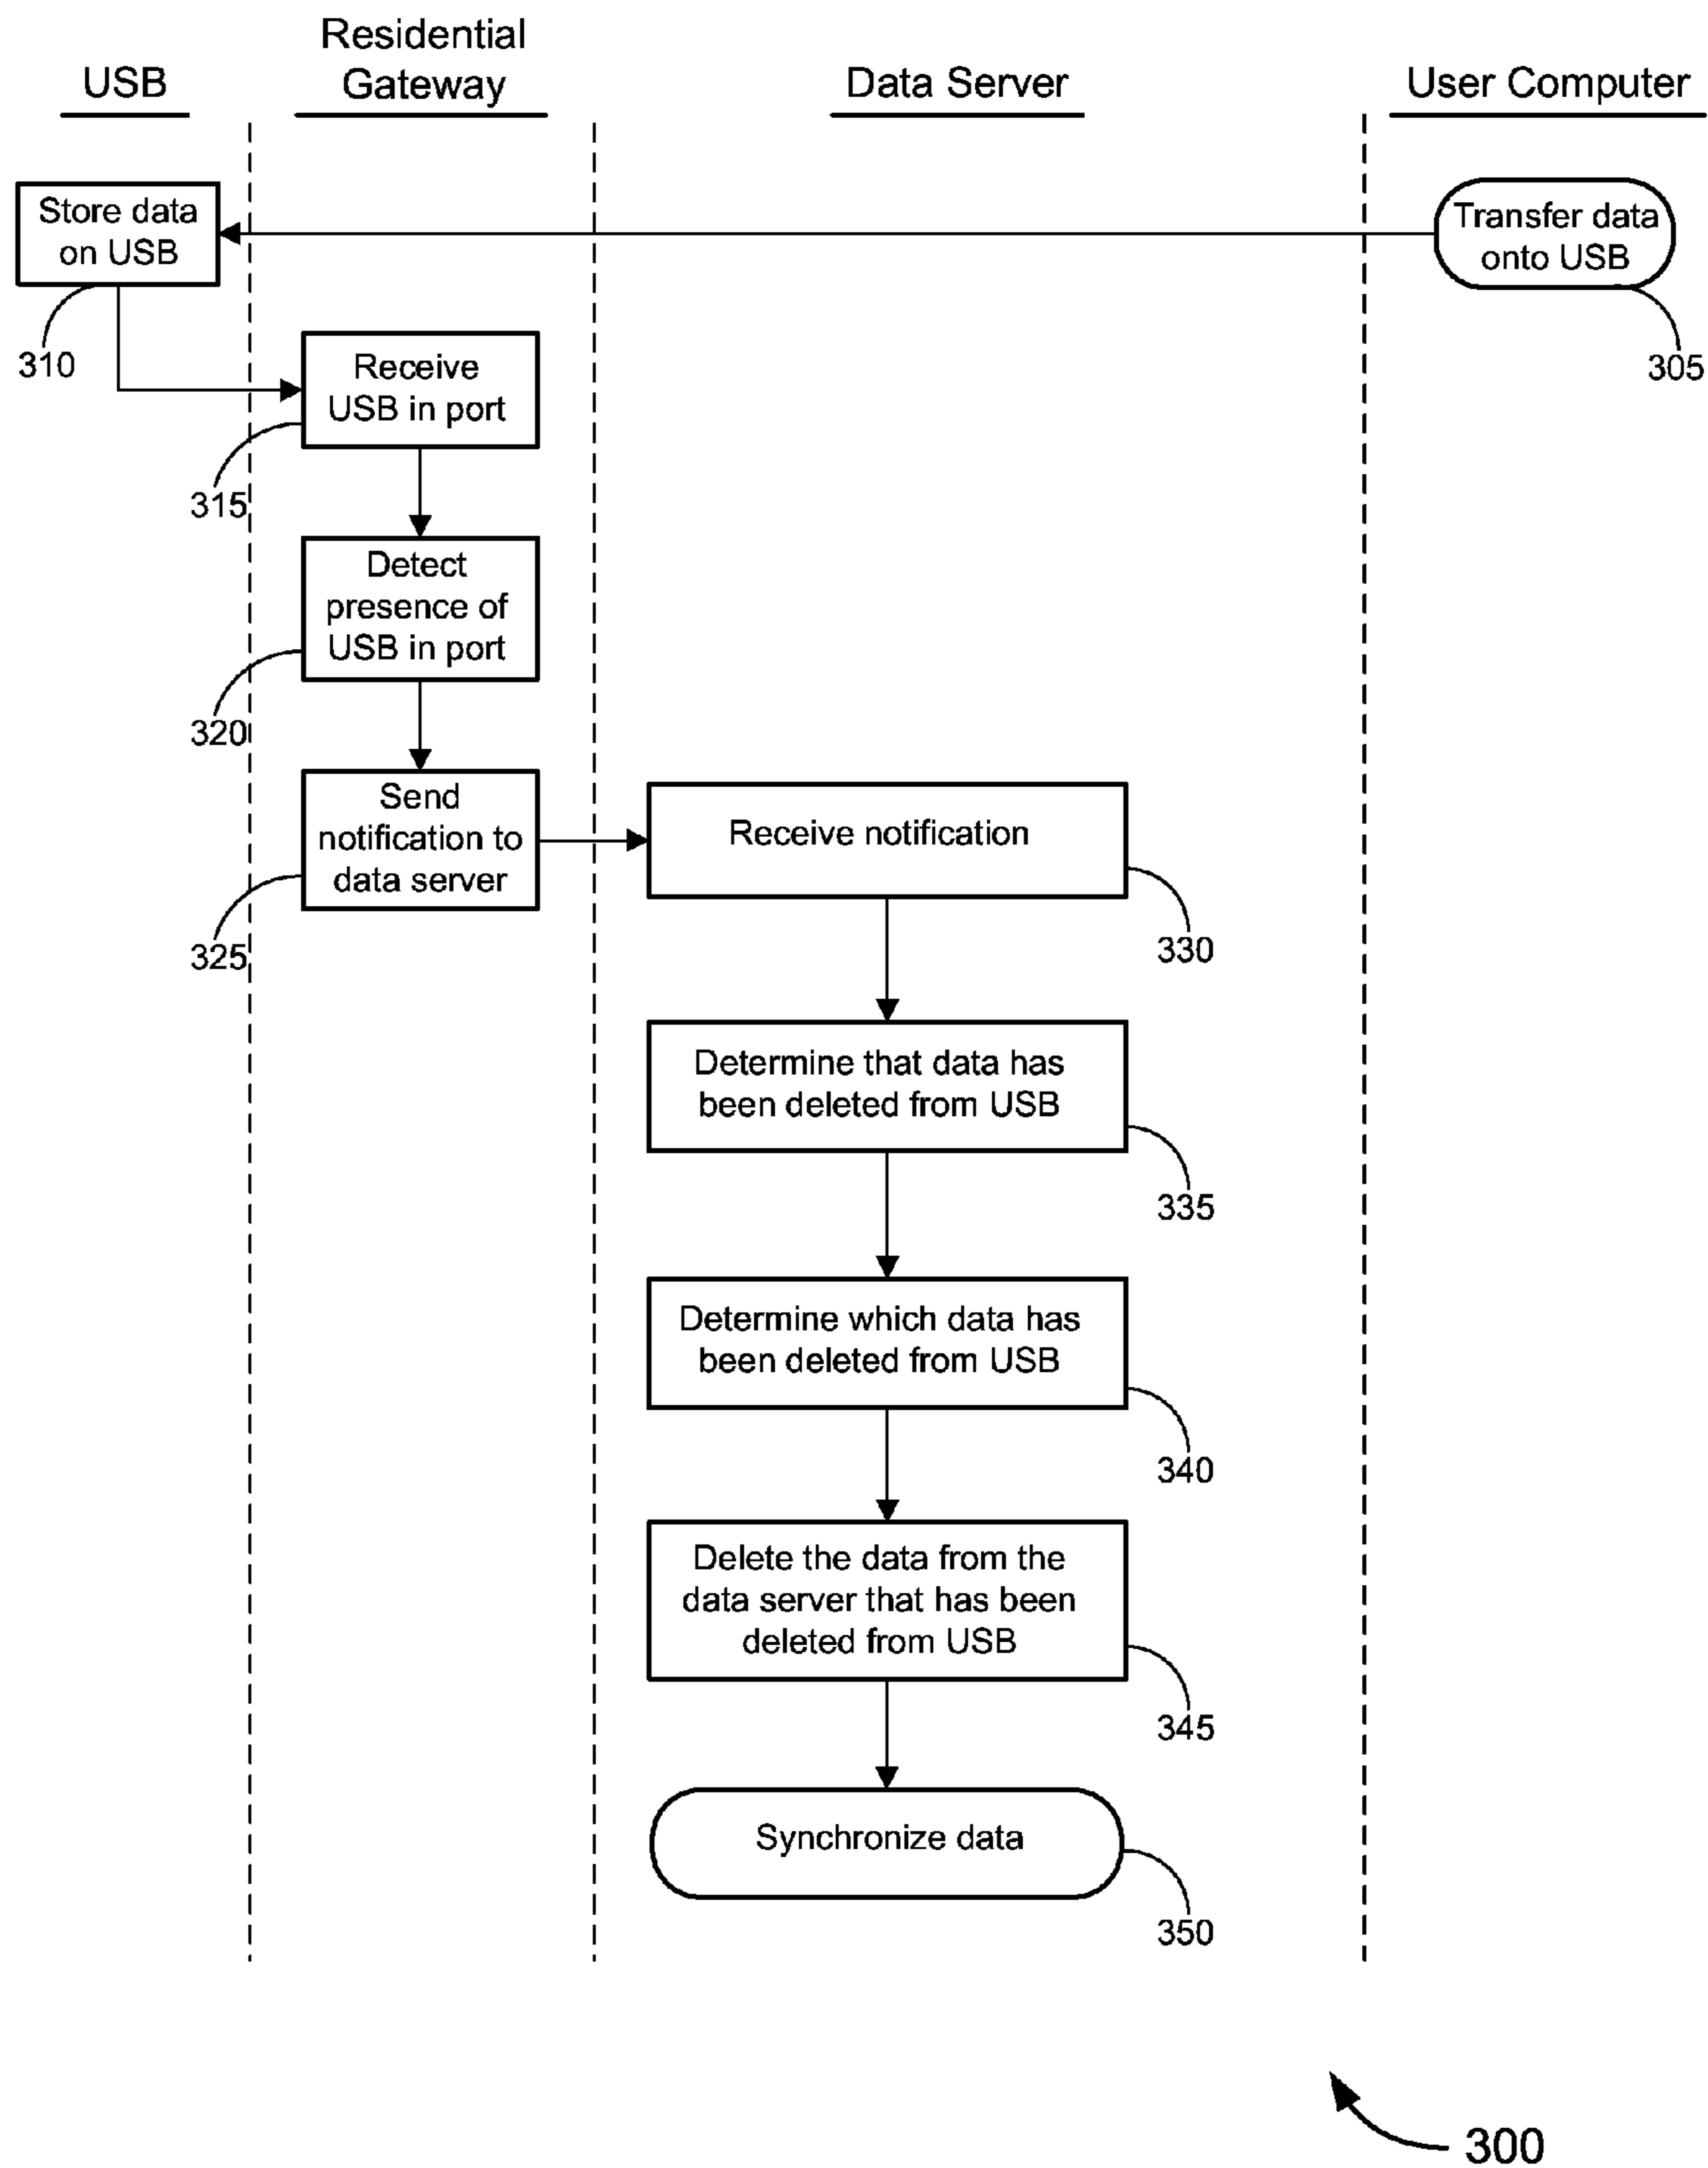 Residential
USB Gateway Data Server User Computer
Store data
on USB
Transfer data
onto USB
310
305
Receive
USB in port
315
Detect
presence of
USB in port
320
Send
notification to
data server
325
Receive notification
330
Determine that data has
been deleted from USB
335
Determine which data has
been deleted from USB
340
Delete the data from the
data server that has been
deleted from USB
345
Synchronize data
350
300